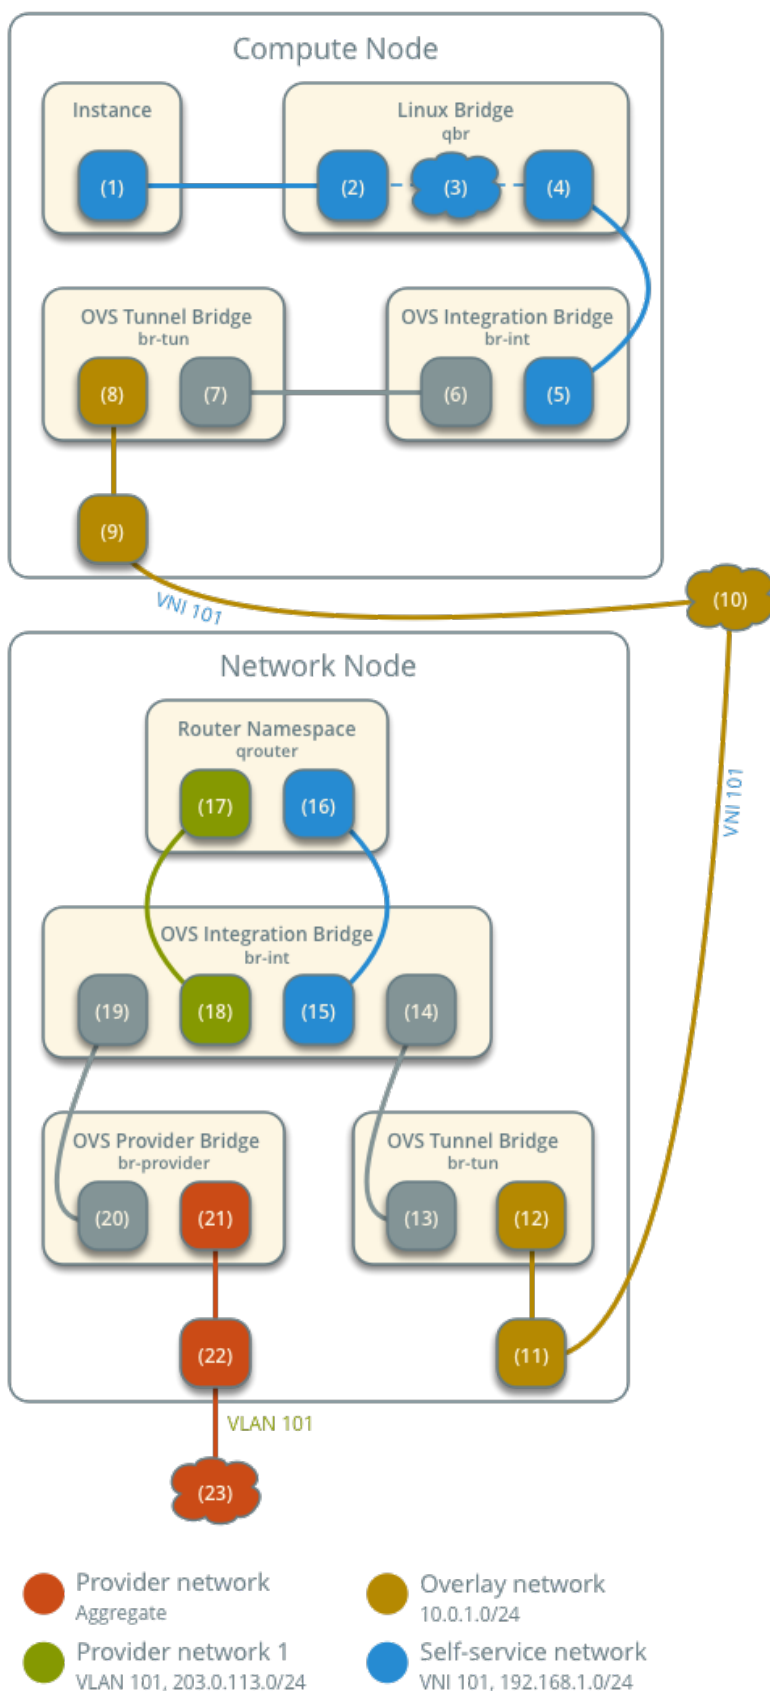 Compute Node
Instance
Linux Bridge
qbr
(1)
(2)
(3)
(4)
OVS Tunnel Bridge
br-tun
OVS Integration Bridge
br-int
(8)
(7)
(6)
(5)
(9)
VNI 101
(10)
Network Node
Router Namespace
qrouter
(17)
(16)
VNI 101
OVS Integration Bridge
br-int
(19)
(18)
(15)
(14)
OVS Provider Bridge
br-provider
OVS Tunnel Bridge
br-tun
(20)
(21)
(13)
(12)
(22)
(11)
VLAN 101
(23)
Provider network
Aggregate
Overlay network
10.0.1.0/24
Provider network 1
VLAN 101, 203.0.113.0/24
Self-service network
VNI 101, 192.168.1.0/24